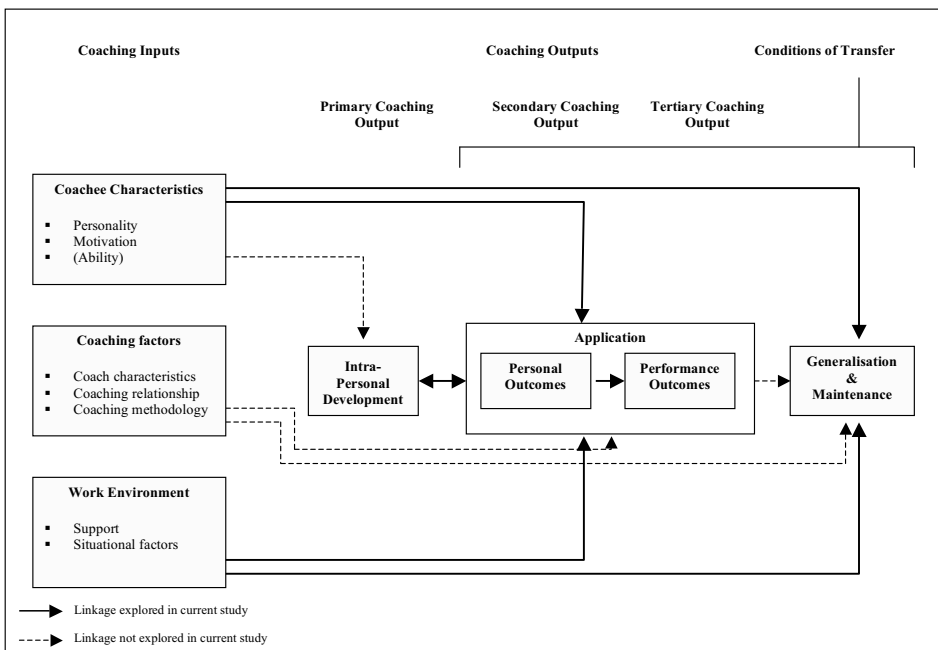 Coaching Inputs
Coaching Outputs
Conditions of Transfer
Primary Coaching
Output
Secondary Coaching
Output
Tertiary Coaching
Output
Coachee Characteristics
▪ Personality
▪ Motivation
▪ (Ability)
Coaching factors
▪ Coach characteristics
▪ Coaching relationship
▪ Coaching methodology
Intra-
Personal
Development
Application
Personal
Outcomes
Performance
Outcomes
Generalisation
&
Maintenance
Work Environment
▪ Support
▪ Situational factors
Linkage explored in current study
Linkage not explored in current study